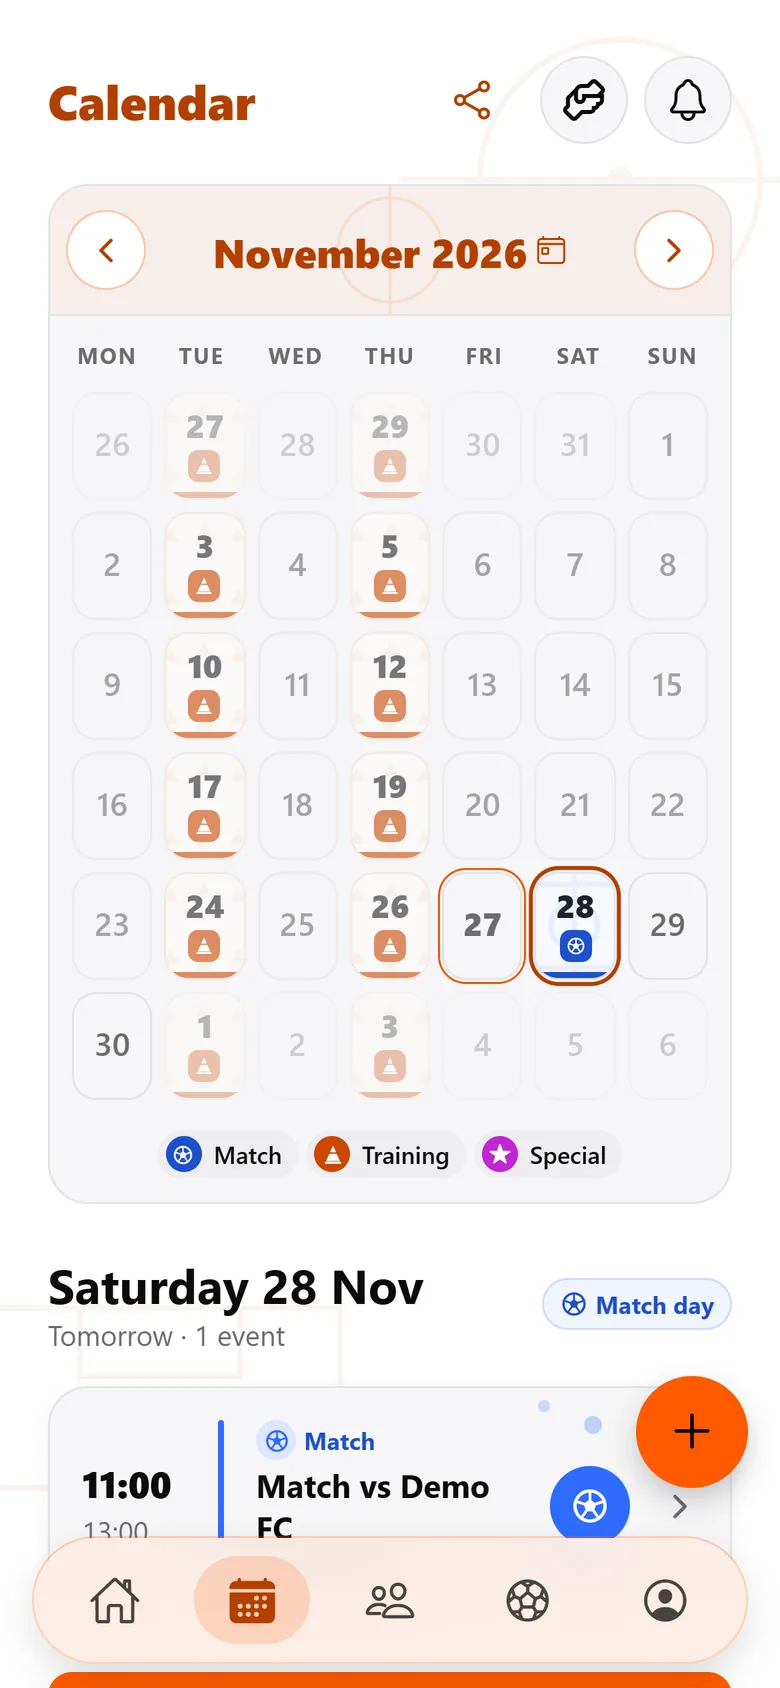 Calendar
November 2026
MON TUE WED THU FRI SAT SUN
26 27 28 29 30 31 1
2 3 4 5 6 7 8
9 10 11 12 13 14 15
16 17 18 19 20 21 22
23 24 25 26 27 28 29
30 1 2 3 4 5 6
Match Training Special
Saturday 28 Nov
Match day
Tomorrow · 1 event
Match
11:00
Match vs Demo
FC
13:00